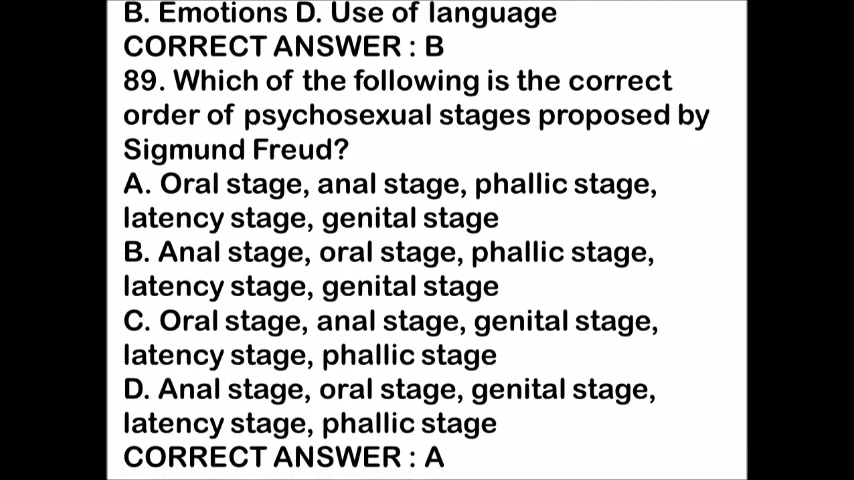 B. Emotions D. Use of language
CORRECT ANSWER : B
89. Which of the following is the correct
order of psychosexual stages proposed by
Sigmund Freud?
A. Oral stage, anal stage, phallic stage,
latency stage, genital stage
B. Anal stage, oral stage, phallic stage,
latency stage, genital stage
C. Oral stage, anal stage, genital stage,
latency stage, phallic stage
D. Anal stage, oral stage, genital stage,
latency stage, phallic stage
CORRECT ANSWER : A